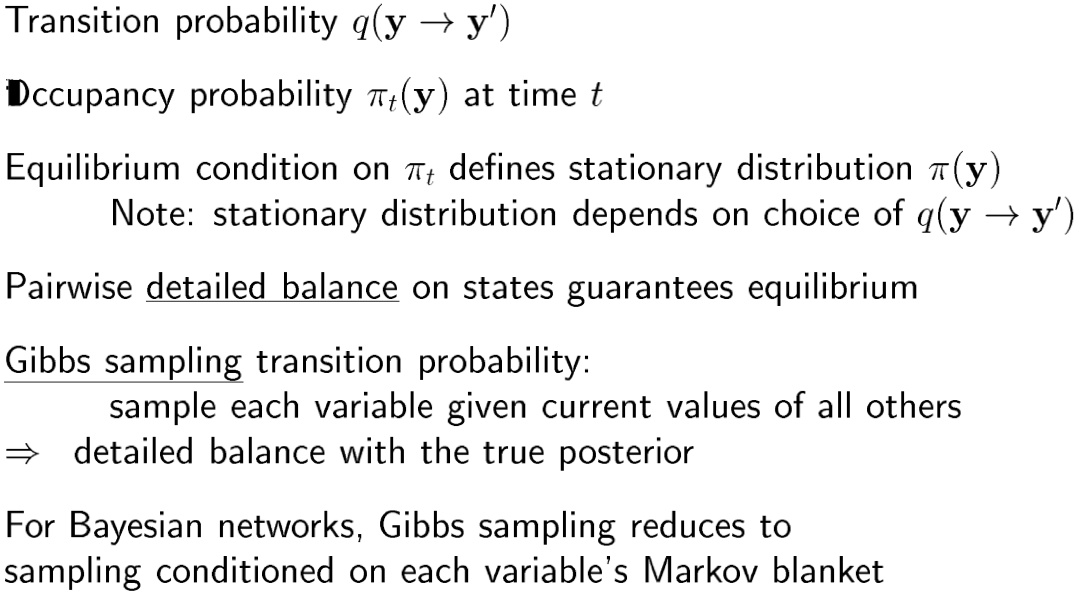 Transition probability q(y → y′)
Occupancy probability πt(y) at time t
Equilibrium condition on πt defines stationary distribution π(y)
Note: stationary distribution depends on choice of q(y → y′)
Pairwise detailed balance on states guarantees equilibrium
Gibbs sampling transition probability:
sample each variable given current values of all others
⇒ detailed balance with the true posterior
For Bayesian networks, Gibbs sampling reduces to
sampling conditioned on each variable's Markov blanket